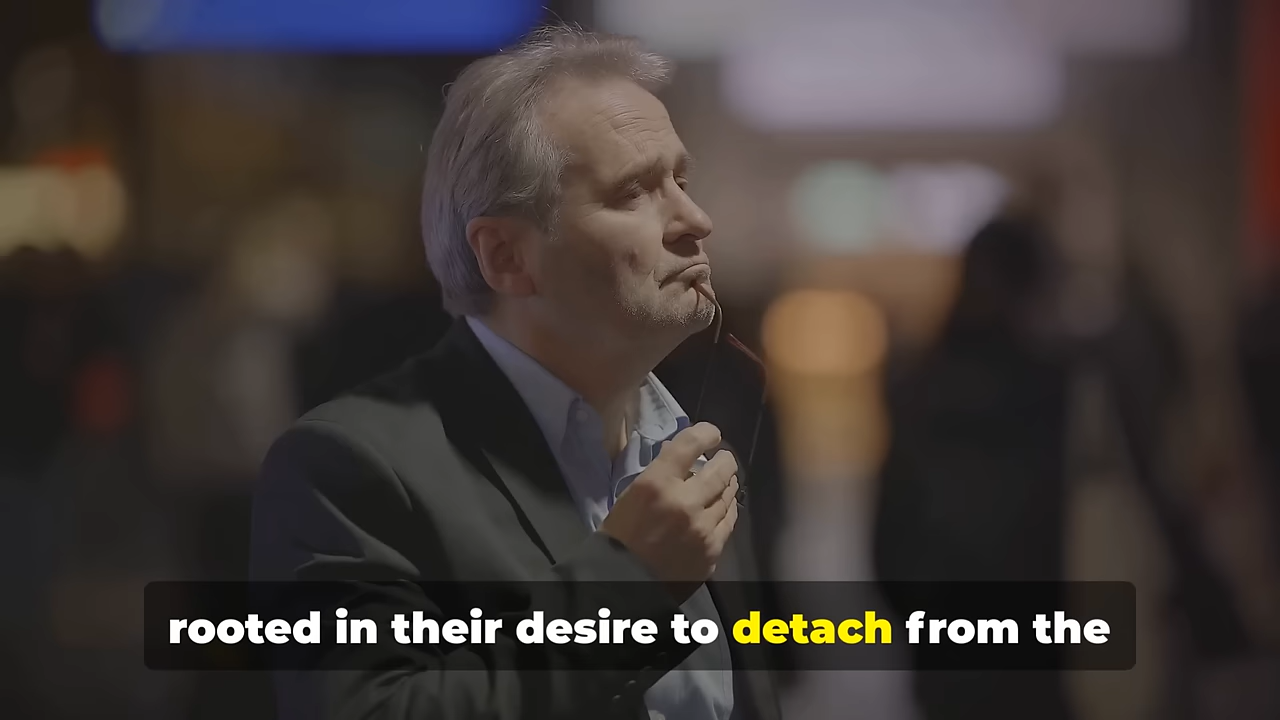 rooted in their desire to detach from the